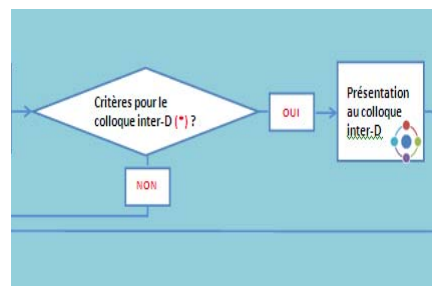 Critères pour le
colloque inter-D (*) ?
OUI
Présentation
au colloque
inter-D
NON